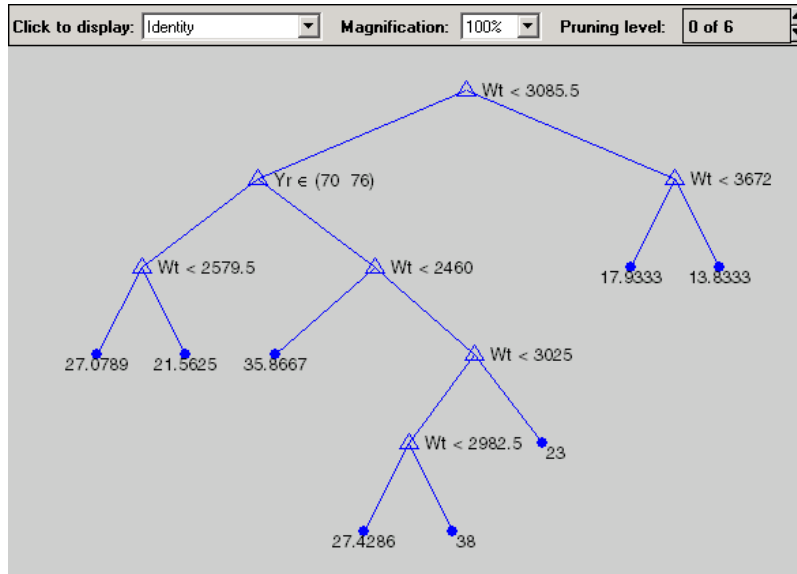 Click to display: Identity Magnification: 100% Pruning level: 0 of 6
Wt < 3085.5
Yr ∈ (70 76)
Wt < 3672
Wt < 2579.5
Wt < 2460
17.9333
13.8333
27.0789
21.5625
35.8667
Wt < 3025
Wt < 2982.5
23
27.4286
38